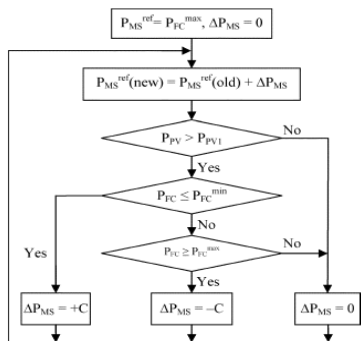 P_MS^ref = P_FC^max, ΔP_MS = 0
P_MS^ref(new) = P_MS^ref(old) + ΔP_MS
P_PV > P_PV1
No
Yes
P_FC ≤ P_FC^min
No
Yes
P_FC ≥ P_FC^max
No
Yes
ΔP_MS = +C
ΔP_MS = –C
ΔP_MS = 0